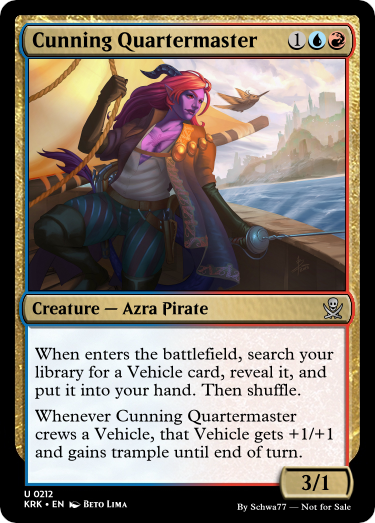 Cunning Quartermaster 1
Creature — Azra Pirate
When enters the battlefield, search your
library for a Vehicle card, reveal it, and
put it into your hand. Then shuffle.
Whenever Cunning Quartermaster
crews a Vehicle, that Vehicle gets +1/+1
and gains trample until end of turn.
3/1
U 0212
KRK • EN Beto Lima
By Schwa77 — Not for Sale